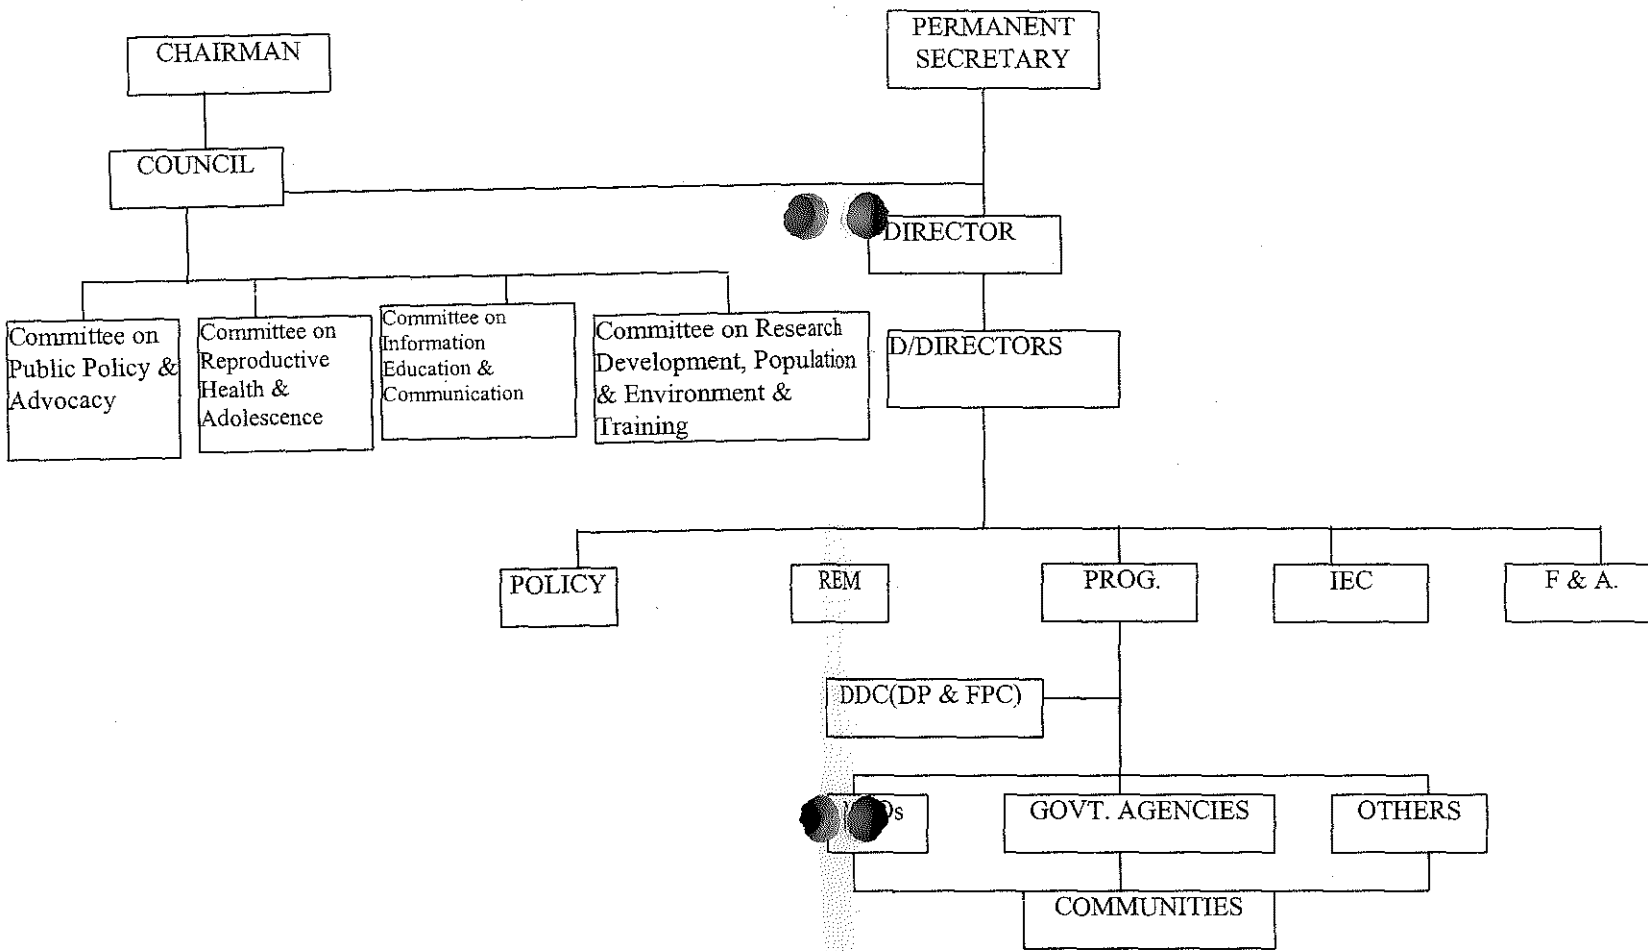 CHAIRMAN
PERMANENT
SECRETARY
COUNCIL
DIRECTOR
Committee on
Public Policy &
Advocacy
Committee on
Reproductive
Health &
Adolescence
Committee on
Information
Education &
Communication
Committee on Research
Development, Population
& Environment &
Training
D/DIRECTORS
POLICY
REM
PROG.
IEC
F & A.
DDC(DP & FPC)
GOVT. AGENCIES
OTHERS
COMMUNITIES